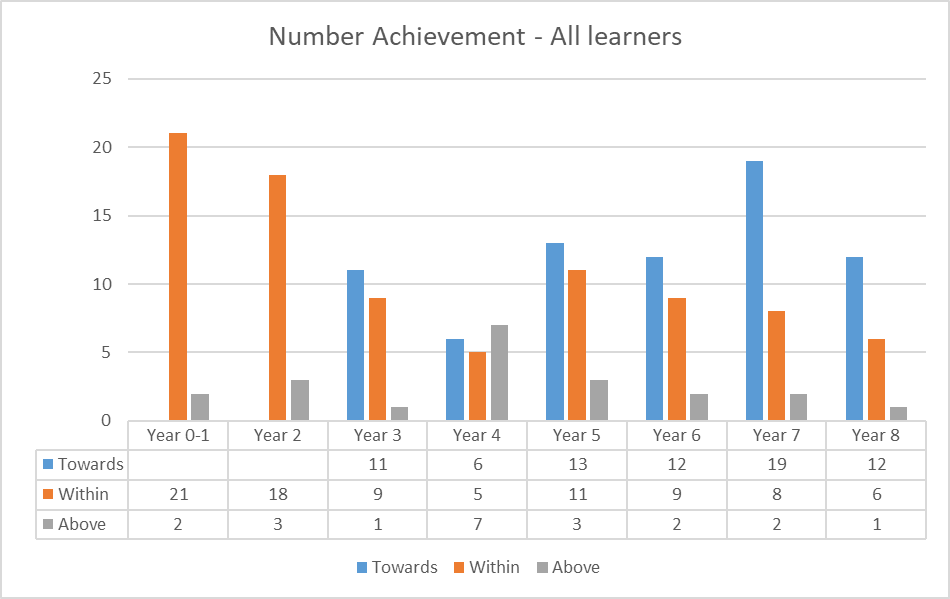 Number Achievement - All learners
25
20
15
10
5
0
Year 0-1 Year 2 Year 3 Year 4 Year 5 Year 6 Year 7 Year 8
Towards 11 6 13 12 19 12
Within 21 18 9 5 11 9 8 6
Above 2 3 1 7 3 2 2 1
Towards Within Above